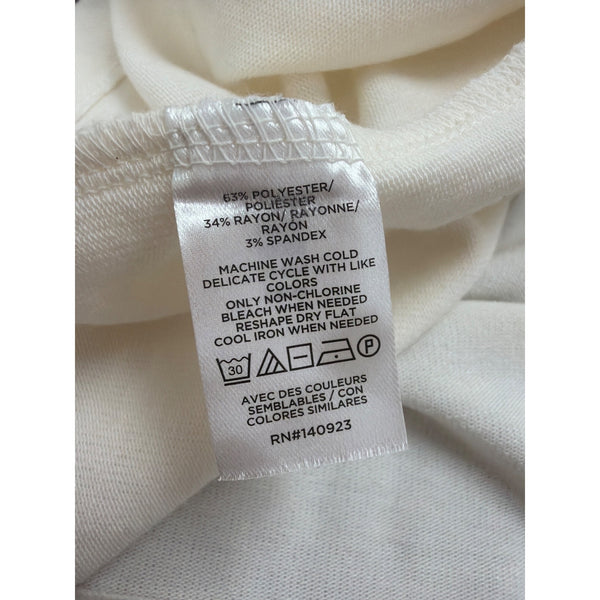 63% POLYESTER/
POLIÉSTER
34% RAYON/ RAYONNE/
RAYÓN
3% SPANDEX
MACHINE WASH COLD
DELICATE CYCLE WITH LIKE
COLORS
ONLY NON-CHLORINE
BLEACH WHEN NEEDED
RESHAPE DRY FLAT
COOL IRON WHEN NEEDED
30 P
AVEC DES COULEURS
SEMBLABLES / CON
COLORES SIMILARES
RN#140923